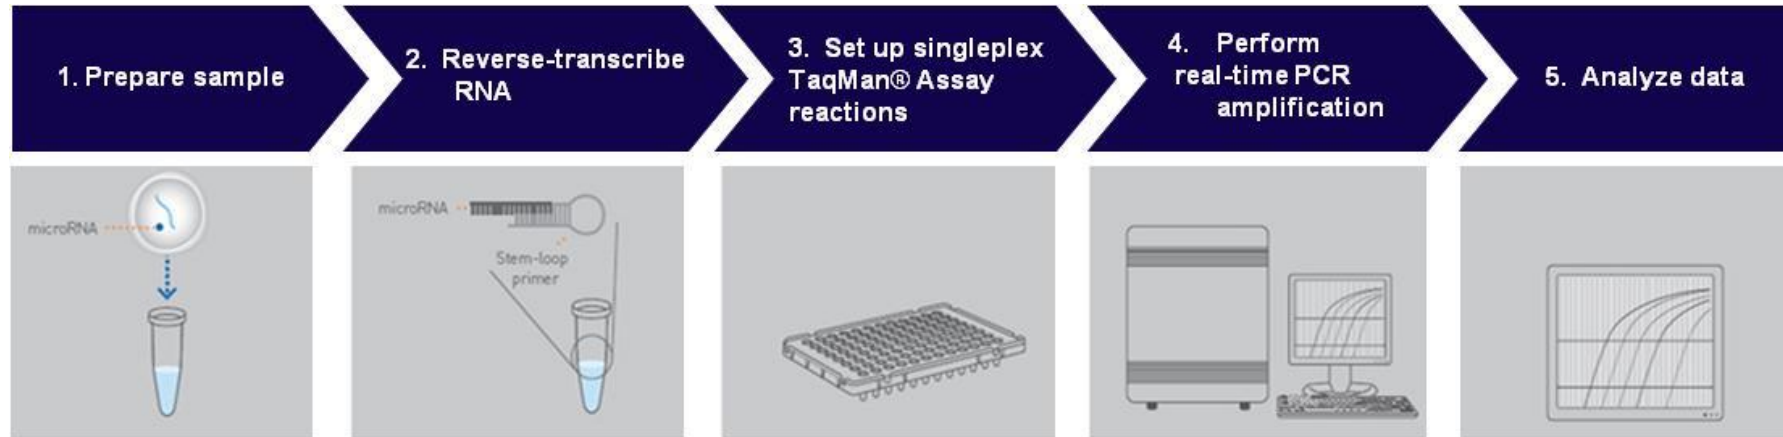 1. Prepare sample
2. Reverse-transcribe
RNA
3. Set up singleplex
TaqMan® Assay
reactions
4. Perform
real-time PCR
amplification
5. Analyze data
microRNA
microRNA
Stem-loop
primer